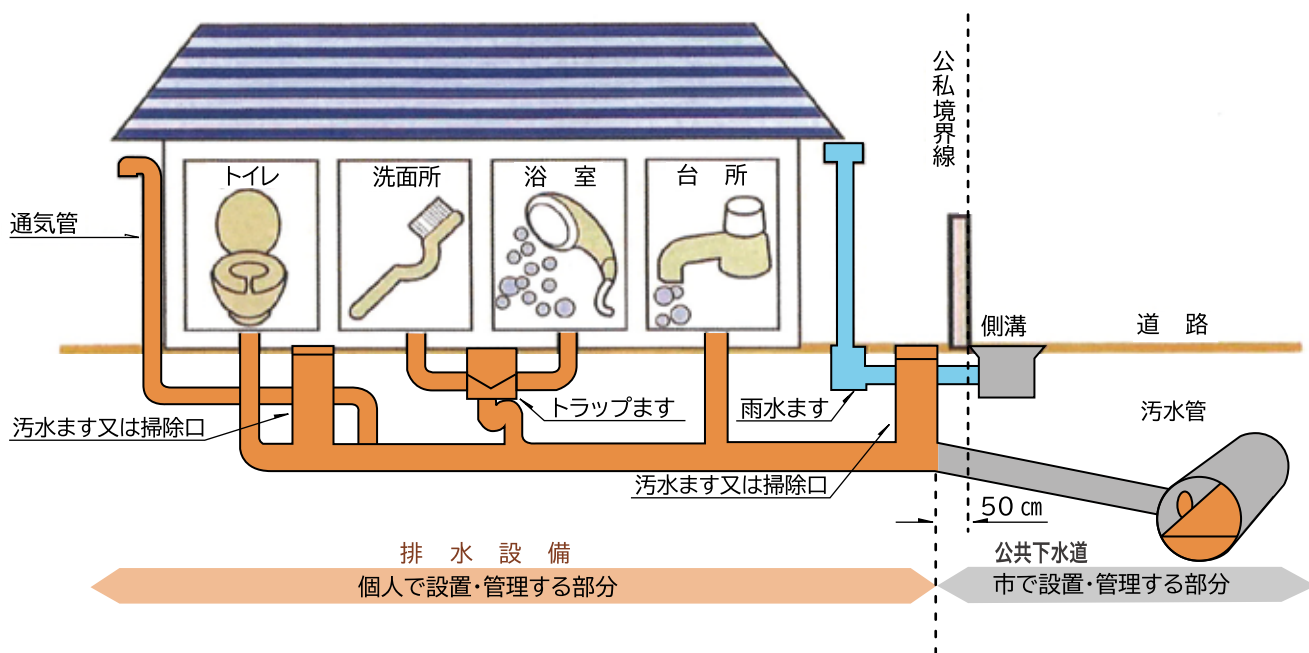 公私境界線
トイレ
洗面所
浴室
台所
通気管
側溝
道路
汚水ます又は掃除口
トラップます
雨水ます
汚水管
汚水ます又は掃除口
50㎝
排水設備
公共下水道
個人で設置・管理する部分
市で設置・管理する部分